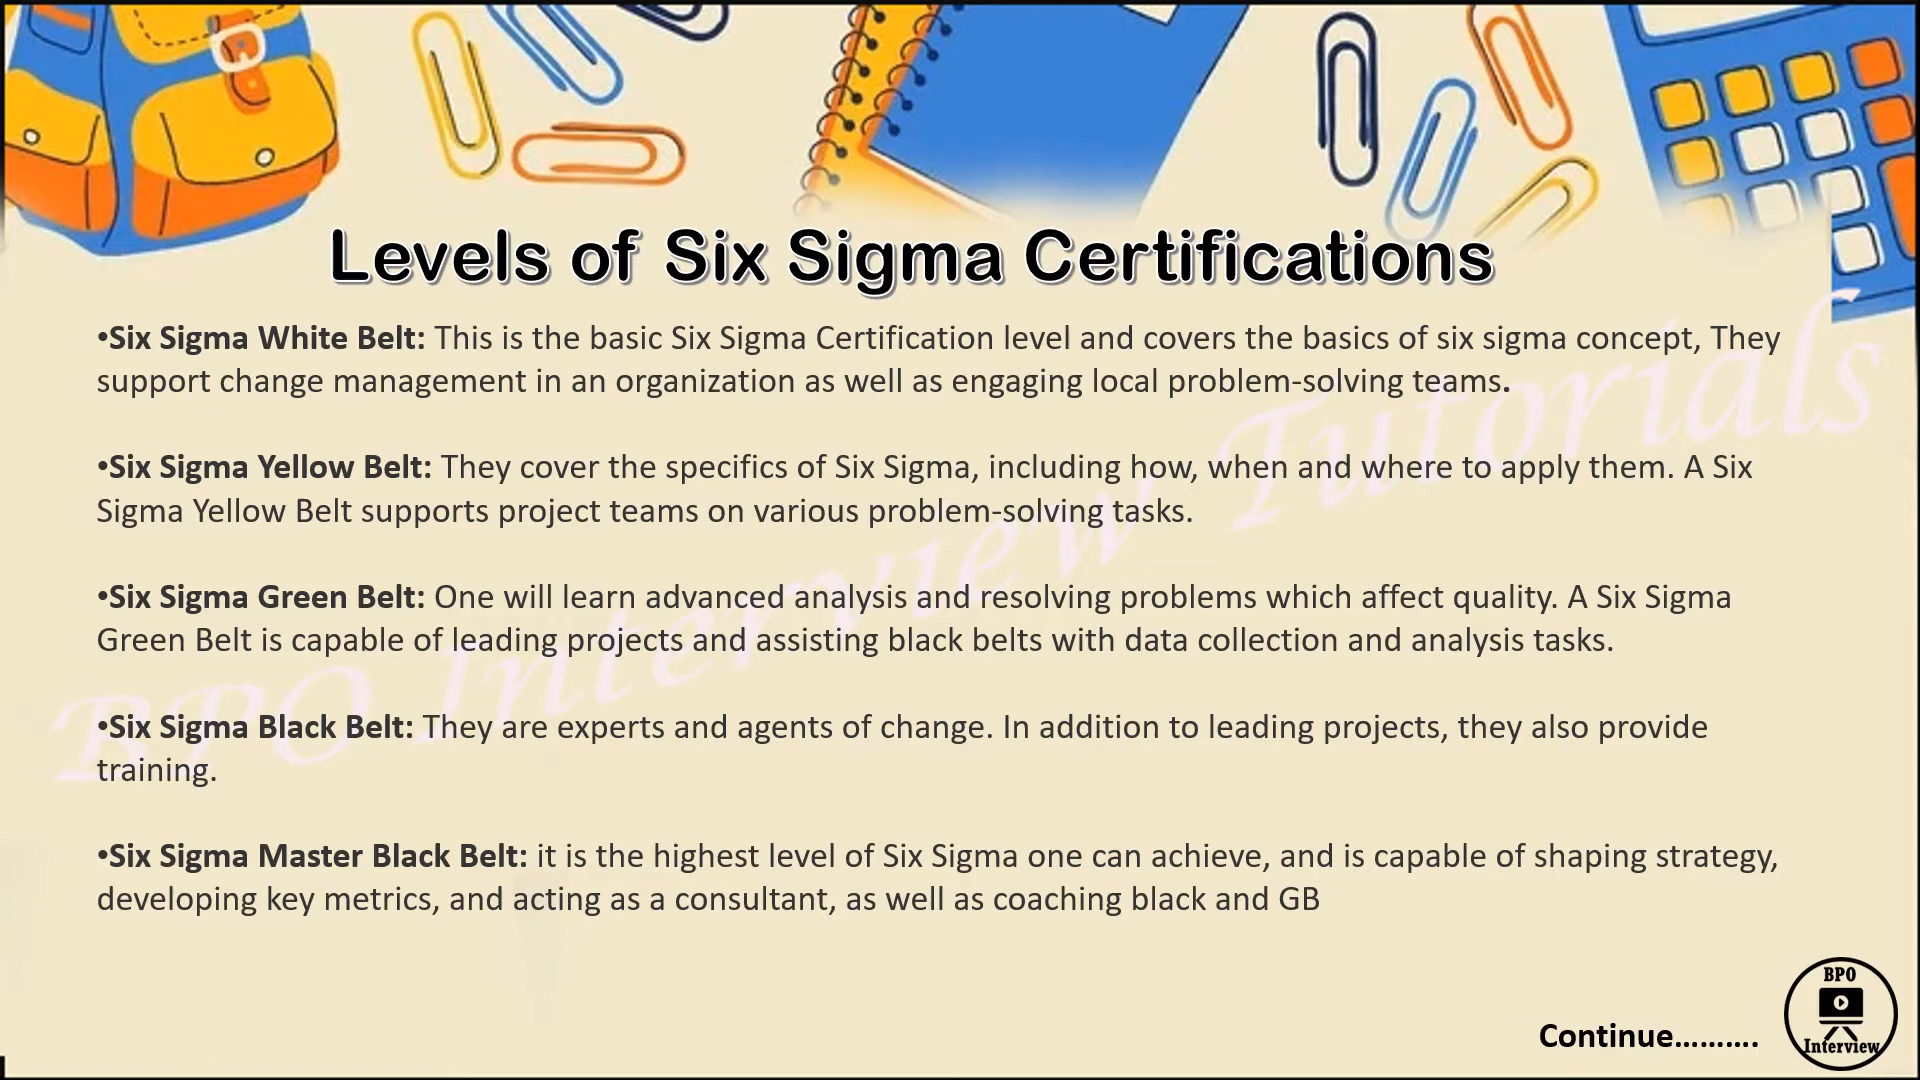 Levels of Six Sigma Certifications
•Six Sigma White Belt: This is the basic Six Sigma Certification level and covers the basics of six sigma concept, They
support change management in an organization as well as engaging local problem-solving teams.
•Six Sigma Yellow Belt: They cover the specifics of Six Sigma, including how, when and where to apply them. A Six
Sigma Yellow Belt supports project teams on various problem-solving tasks.
•Six Sigma Green Belt: One will learn advanced analysis and resolving problems which affect quality. A Six Sigma
Green Belt is capable of leading projects and assisting black belts with data collection and analysis tasks.
•Six Sigma Black Belt: They are experts and agents of change. In addition to leading projects, they also provide
training.
•Six Sigma Master Black Belt: it is the highest level of Six Sigma one can achieve, and is capable of shaping strategy,
developing key metrics, and acting as a consultant, as well as coaching black and GB
BPO Interview Tutorials
Continue..........
BPO
Interview